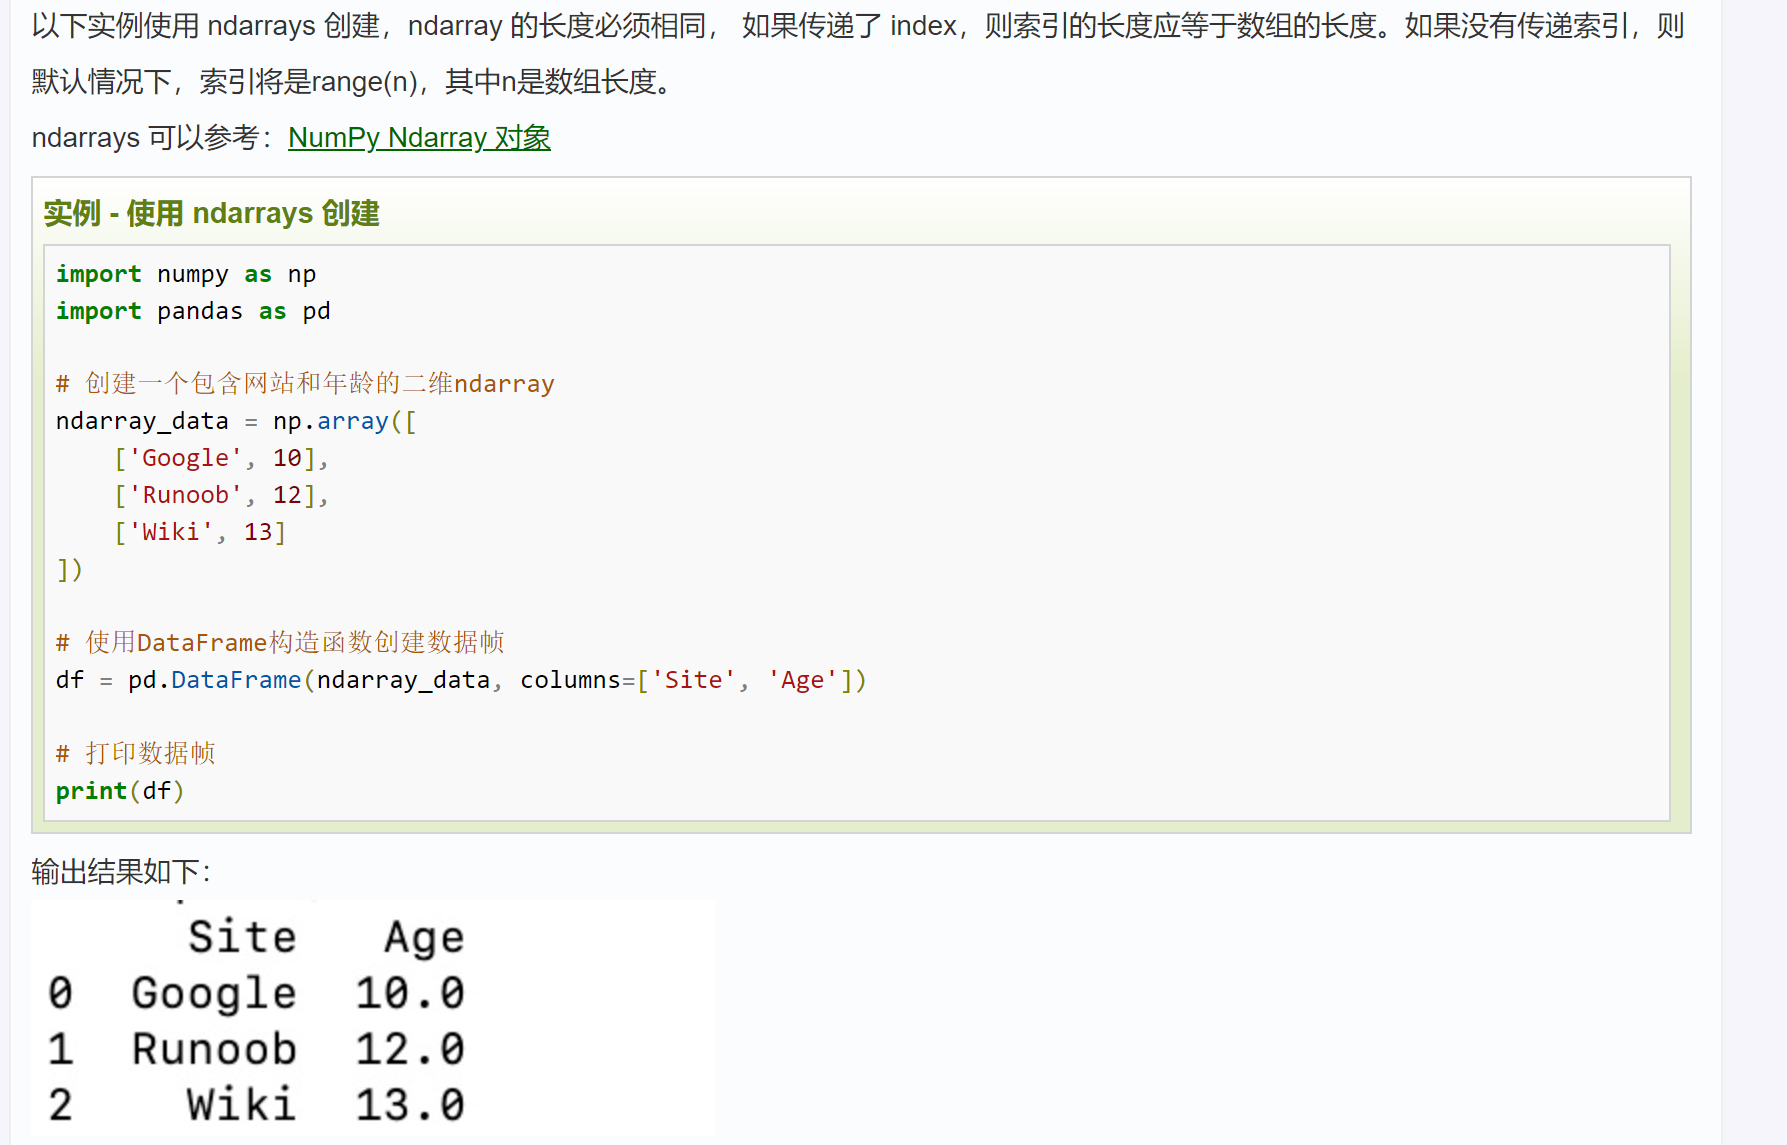 以下实例使用 ndarrays 创建，ndarray 的长度必须相同， 如果传递了 index，则索引的长度应等于数组的长度。如果没有传递索引，则
默认情况下，索引将是range(n)，其中n是数组长度。
ndarrays 可以参考：NumPy Ndarray 对象
实例 - 使用 ndarrays 创建
import numpy as np
import pandas as pd
# 创建一个包含网站和年龄的二维ndarray
ndarray_data = np.array([
    ['Google', 10],
    ['Runoob', 12],
    ['Wiki', 13]
])
# 使用DataFrame构造函数创建数据帧
df = pd.DataFrame(ndarray_data, columns=['Site', 'Age'])
# 打印数据帧
print(df)
输出结果如下：
Site Age
0 Google 10.0
1 Runoob 12.0
2 Wiki 13.0